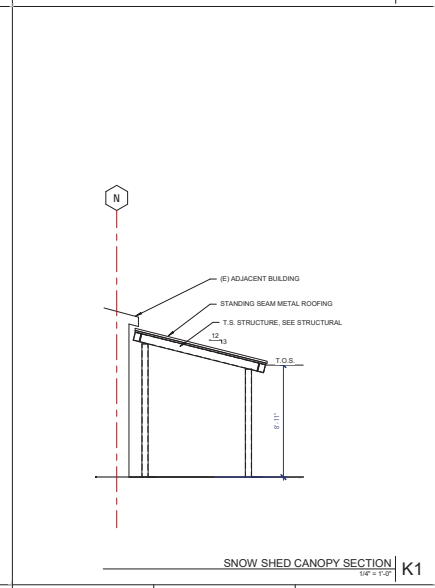 N
(E) ADJACENT BUILDING
STANDING SEAM METAL ROOFING
T.S. STRUCTURE, SEE STRUCTURAL
12
3
T.O.S.
8'-11"
SNOW SHED CANOPY SECTION
1/4" = 1'-0"
K1